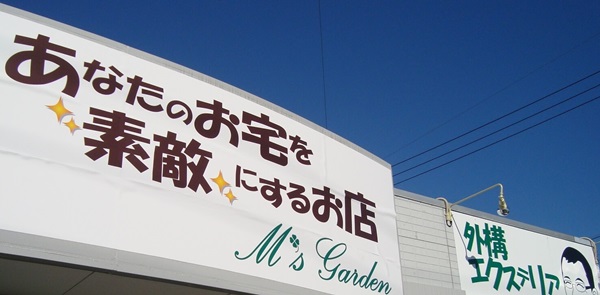 あなたのお宅を
素敵にするお店
M's Garden
外構
エクステリア